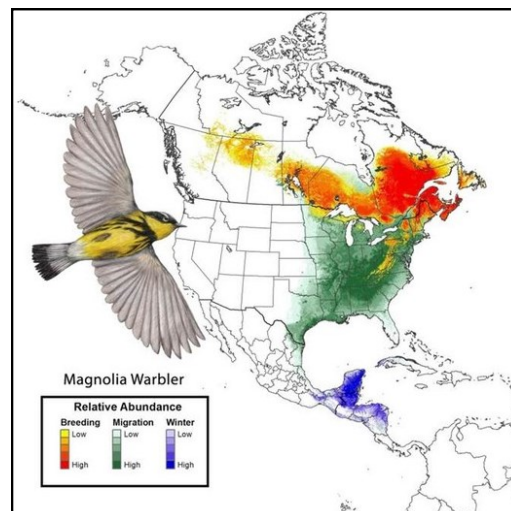 Magnolia Warbler
Relative Abundance
Breeding Migration Winter
Low Low Low
High High High